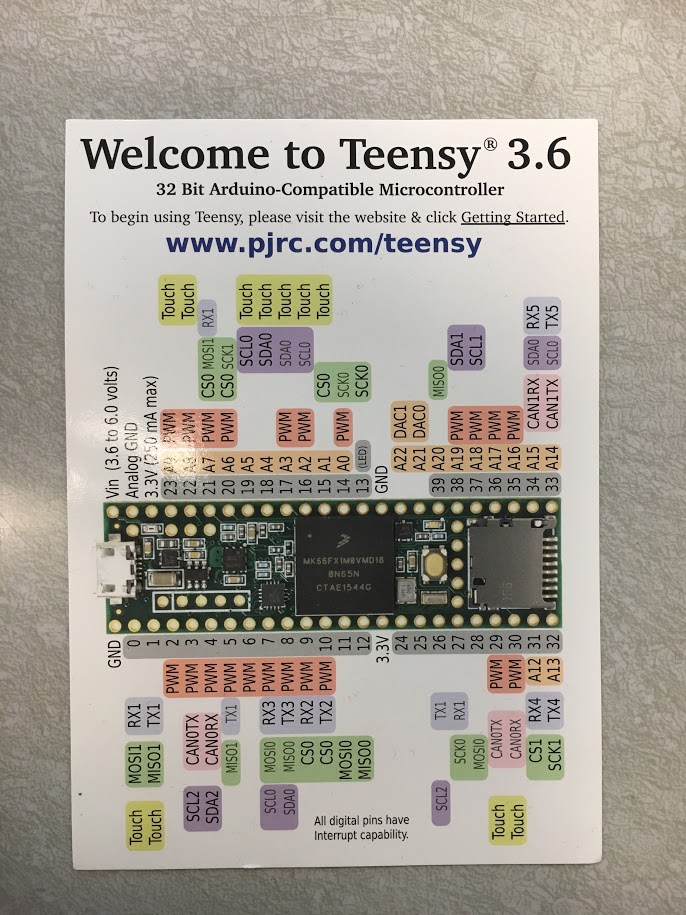 Welcome to Teensy® 3.6
32 Bit Arduino-Compatible Microcontroller
To begin using Teensy, please visit the website & click Getting Started.
www.pjrc.com/teensy
Vin (3.6 to 6.0 volts)
Analog GND
3.3V (250 mA max)
23 A9 PWM Touch
22 A8 PWM Touch
21 A7 PWM CS0 MOSI1 RX1
20 A6 PWM CS0 SCK1
19 A5 SCL0 Touch
18 A4 SDA0 Touch
17 A3 PWM SDA0 Touch
16 A2 PWM SCL0 Touch
15 A1 CS0 Touch
14 A0 PWM SCK0
13 (LED) SCK0
GND
A22 DAC1
A21 DAC0
39 A20 MISO0
38 A19 PWM SDA1
37 A18 PWM SCL1
36 A17 PWM
35 A16 PWM
34 A15 CAN1RX SDA0 RX5
33 A14 CAN1TX SCL0 TX5
MK66FX1M0VMD18
8N65N
CTAE1544G
GND
Touch MOSI1 RX1 0
Touch MISO1 TX1 1
PWM 2
SCL2 CAN0TX PWM 3
SDA2 CAN0RX PWM 4
MISO1 TX1 PWM 5
PWM 6
SCL0 MOSI0 RX3 PWM 7
SDA0 MISO0 TX3 PWM 8
CS0 RX2 PWM 9
CS0 TX2 PWM 10
MOSI0 11
MISO0 12
3.3V
24
25
SCL2 TX1 26
SCK0 RX1 27
MOSI0 28
Touch CAN0TX PWM 29
Touch CAN0RX PWM 30
CS1 RX4 A12 31
SCK1 TX4 A13 32
All digital pins have
Interrupt capability.